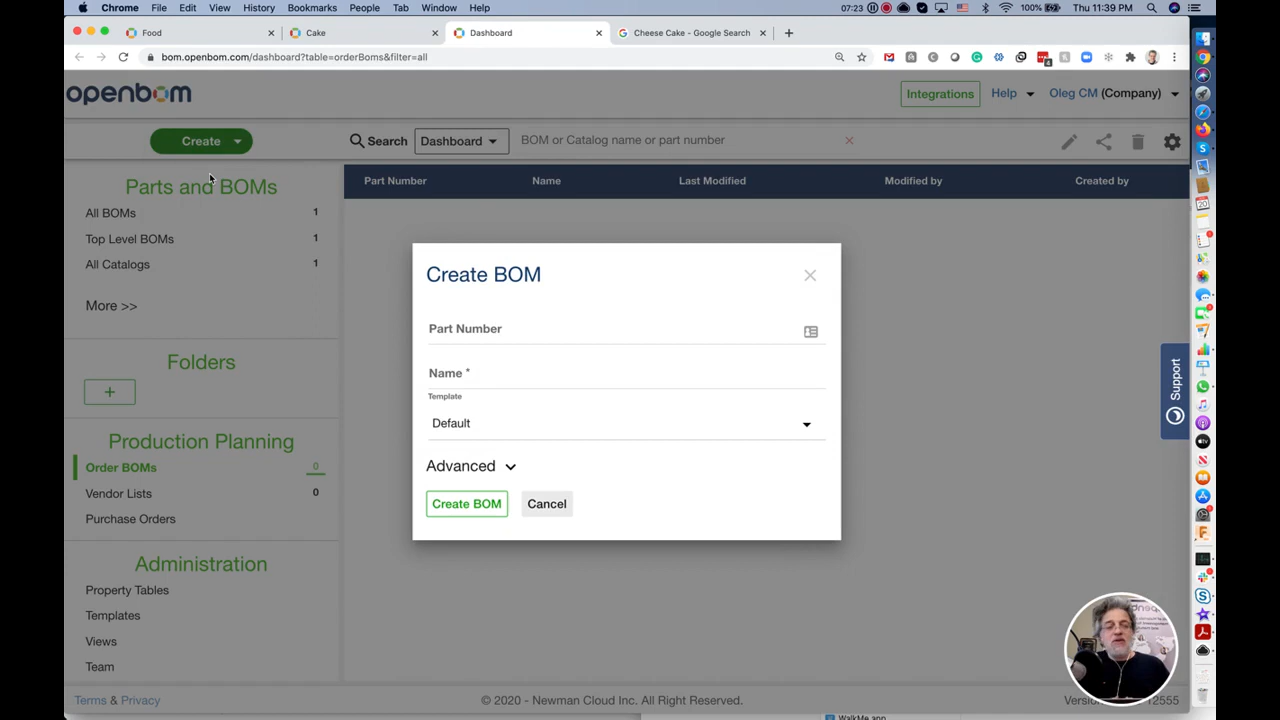 Chrome File Edit View History Bookmarks People Tab Window Help 07:23 100% Thu 11:39 PM
Food Cake Dashboard Cheese Cake - Google Search
bom.openbom.com/dashboard?table=orderBoms&filter=all
openbom Integrations Help Oleg CM (Company)
Create Search Dashboard BOM or Catalog name or part number
Parts and BOMs
Part Number Name Last Modified Modified by Created by
All BOMs 1
Top Level BOMs 1
All Catalogs 1
More >>
Folders
+
Production Planning
Order BOMs 0
Vendor Lists 0
Purchase Orders
Administration
Property Tables
Templates
Views
Team
Create BOM
Part Number
Name *
Template
Default
Advanced
Create BOM Cancel
Support
Terms & Privacy © 2020 - Newman Cloud Inc. All Right Reserved. 12555
WalkMe app